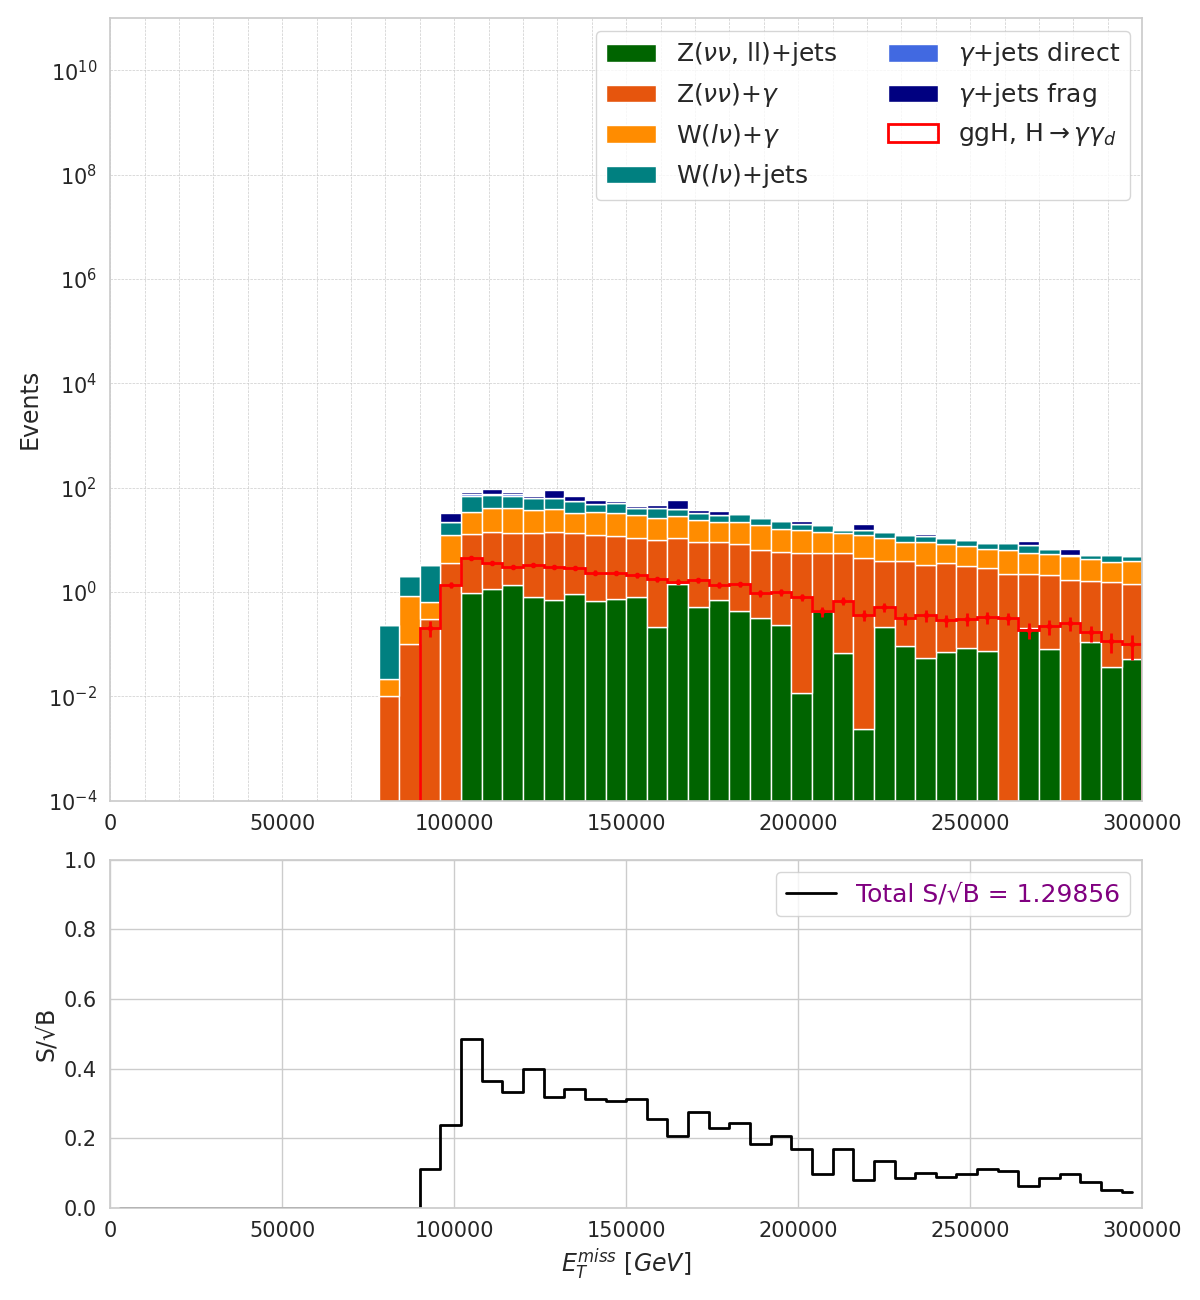 Z(νν, ll)+jets
Z(νν)+γ
W(lν)+γ
W(lν)+jets
γ+jets direct
γ+jets frag
ggH, H→γγ_d
Events
10^10
10^8
10^6
10^4
10^2
10^0
10^−2
10^−4
0 50000 100000 150000 200000 250000 300000
Total S/√B = 1.29856
S/√B
1.0
0.8
0.6
0.4
0.2
0.0
0 50000 100000 150000 200000 250000 300000
E_T^miss [GeV]